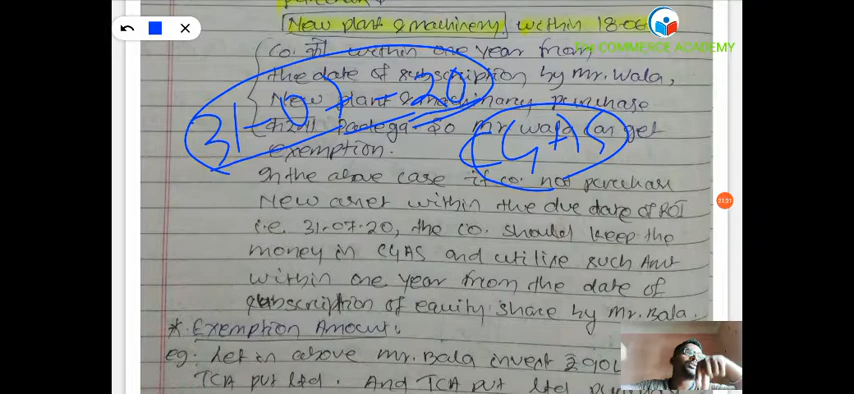 New plant & machinery within 18-06
For COMMERCE ACADEMY
Co. को within one year from
the date of subscription by Mr. Wala,
New plant & machinary purchase
करना Padega so Mr Wala can get
exemption.
31-07-20
CGAS
In the above case if co. not purchase
New asset within the due date of ROI
i.e. 31.07.20, the co. should keep the
money in CGAS and utilise such Amt
within one year from the date of
subscription of equity share by Mr. Bala.
* Exemption Amount.
eg: Let in above Mr. Bala invest ₹ 90L
TCA pvt ltd. And TCA pvt ltd